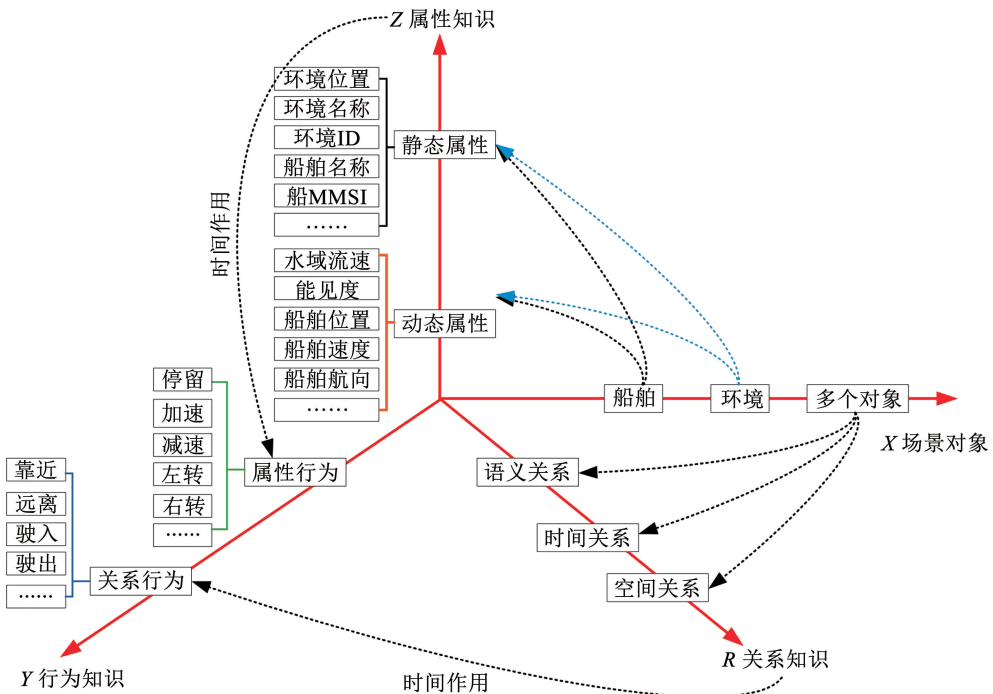 Z 属性知识
环境位置
环境名称
环境ID
船舶名称
船MMSI
……
静态属性
时间作用
水域流速
能见度
船舶位置
船舶速度
船舶航向
……
动态属性
船舶
环境
多个对象
X 场景对象
停留
加速
减速
左转
右转
……
属性行为
靠近
远离
驶入
驶出
……
关系行为
语义关系
时间关系
空间关系
Y 行为知识
时间作用
R 关系知识